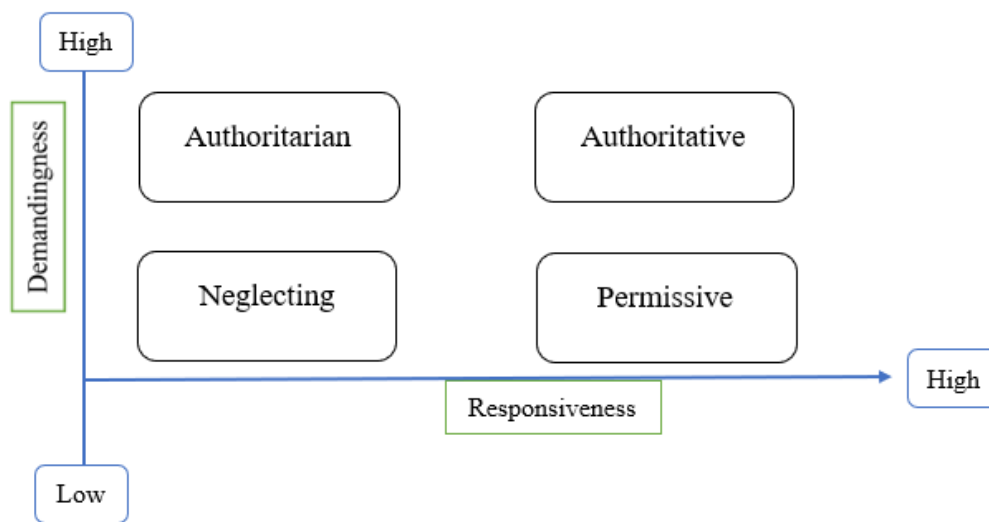 High
Demandingness
Authoritarian
Authoritative
Neglecting
Permissive
High
Responsiveness
Low